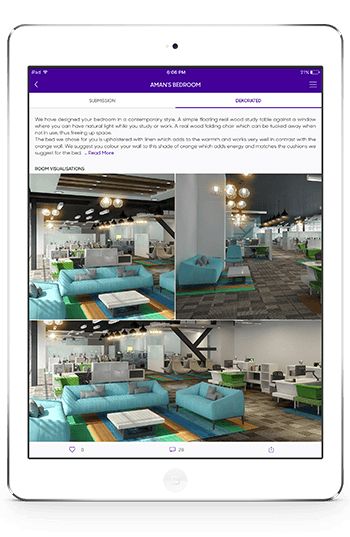 iPad
6:06 PM
21%
AMAN'S BEDROOM
SUBMISSION
DEKORATED
We have designed your bedroom in a contemporary style. A simple floating real wood study table against a window
where you can have natural light while you study or work. A real wood folding chair which can be tucked away when
not in use, thus freeing up space.
The bed we chose for you is upholstered with linen which adds to the warmth and works very well in contrast with the
orange wall. We suggest you colour your wall to this shade of orange which adds energy and matches the cushions we
suggest for the bed. ... Read More
ROOM VISUALISATIONS
0
28